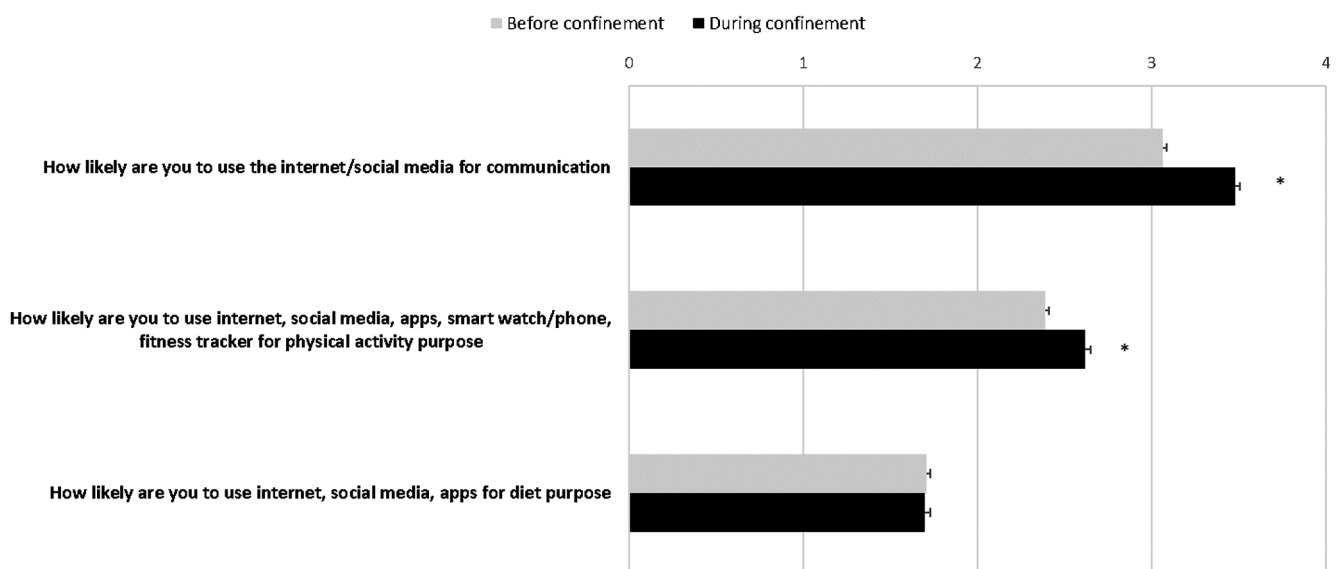 Before confinement During confinement
0 1 2 3 4
How likely are you to use the internet/social media for communication
*
How likely are you to use internet, social media, apps, smart watch/phone,
fitness tracker for physical activity purpose
*
How likely are you to use internet, social media, apps for diet purpose